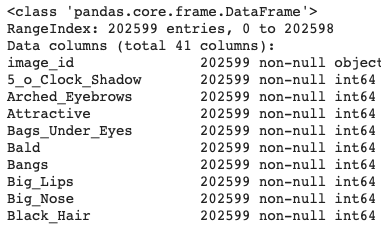 <class 'pandas.core.frame.DataFrame'>
RangeIndex: 202599 entries, 0 to 202598
Data columns (total 41 columns):
image_id 202599 non-null object
5_o_Clock_Shadow 202599 non-null int64
Arched_Eyebrows 202599 non-null int64
Attractive 202599 non-null int64
Bags_Under_Eyes 202599 non-null int64
Bald 202599 non-null int64
Bangs 202599 non-null int64
Big_Lips 202599 non-null int64
Big_Nose 202599 non-null int64
Black_Hair 202599 non-null int64